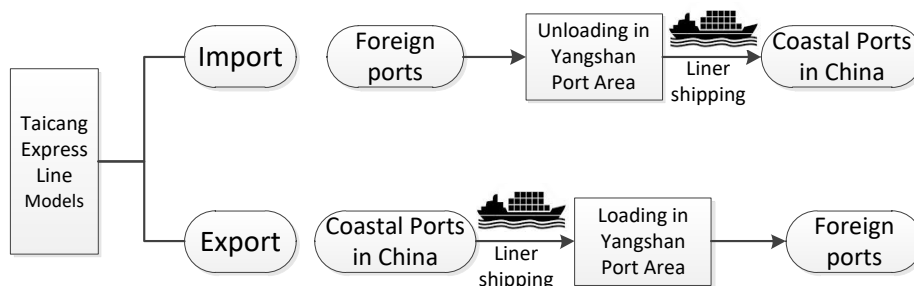 Taicang
Express
Line
Models
Import
Foreign
ports
Unloading in
Yangshan
Port Area
Liner
shipping
Coastal Ports
in China
Export
Coastal Ports
in China
Liner
shipping
Loading in
Yangshan
Port Area
Foreign
ports